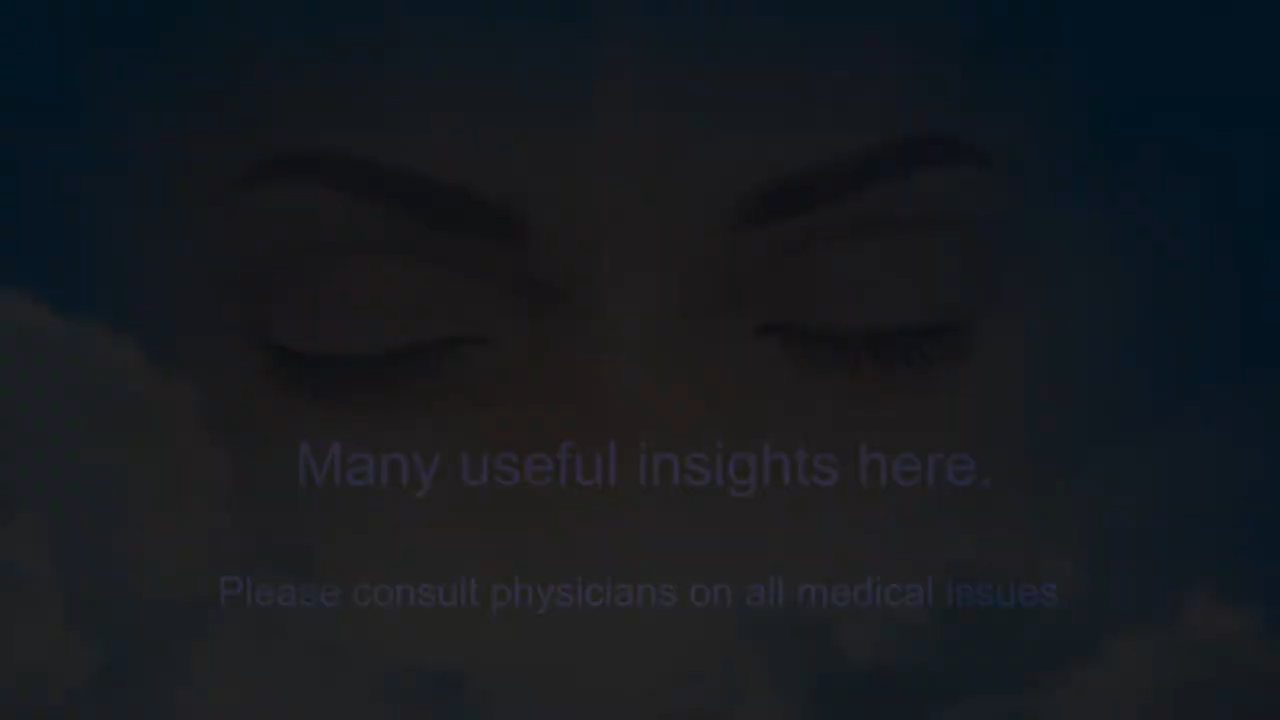 Many useful insights here.
Please consult physicians on all medical issues